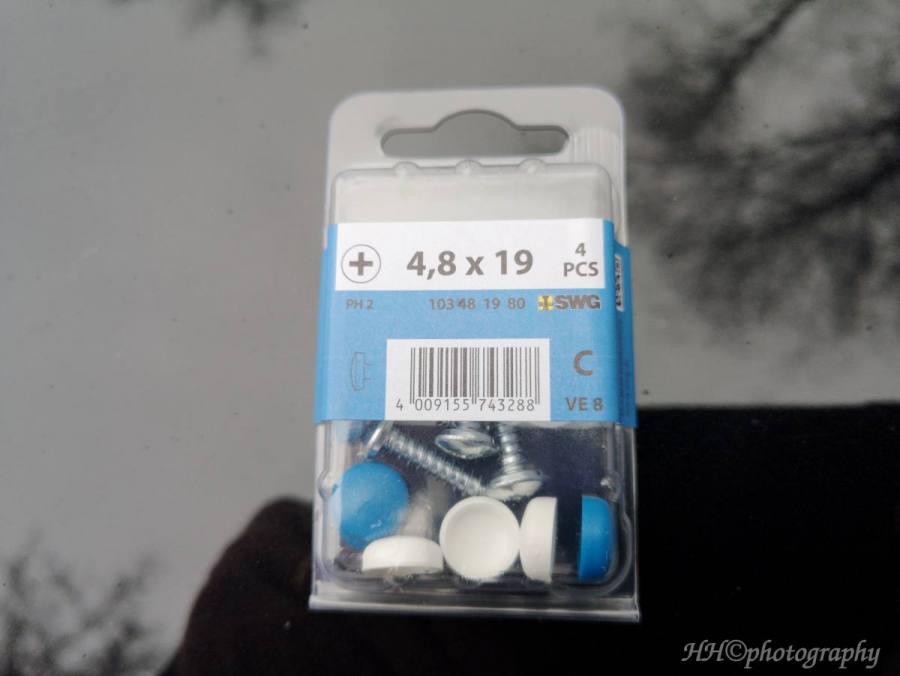 4,8 x 19
4
PCS
PH 2
103 48 19 80
SWG
C
4 009155 743288
VE 8
HH©photography